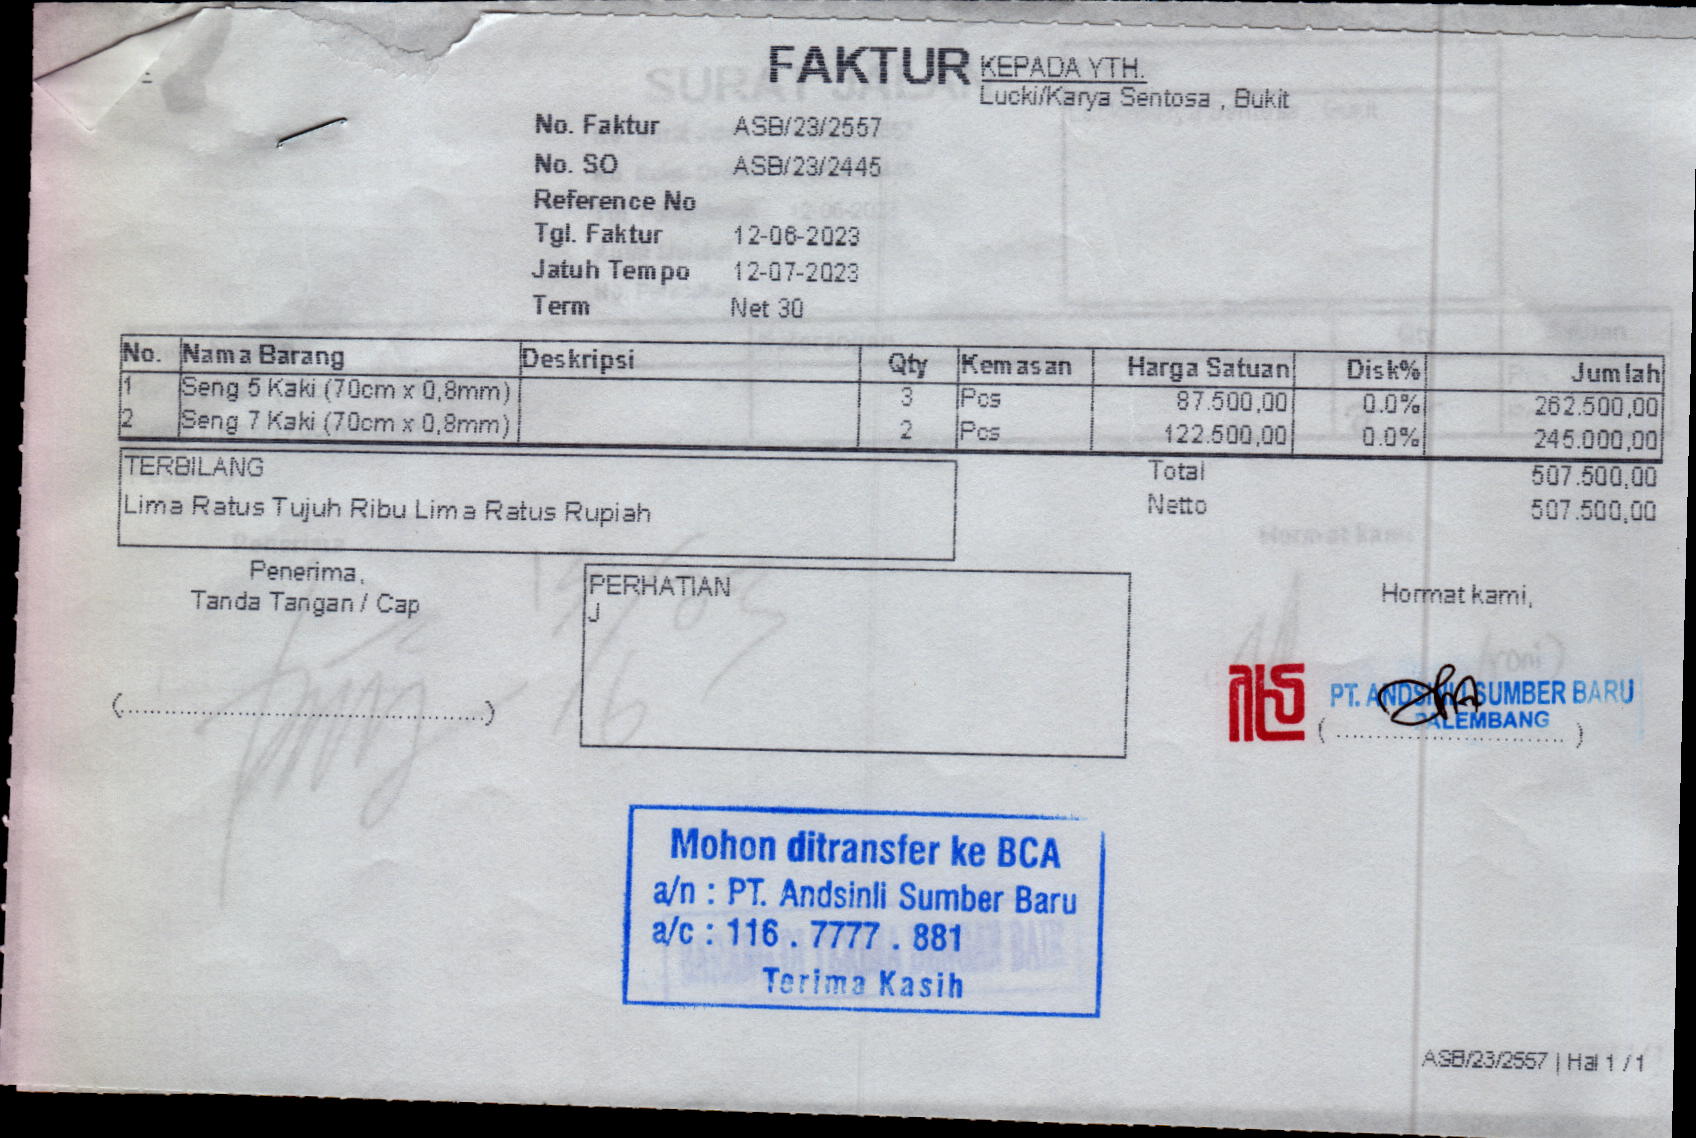 FAKTUR
KEPADA YTH.
Lucki/Karya Sentosa , Bukit
No. Faktur ASB/23/2557
No. SO ASB/23/2445
Reference No
Tgl. Faktur 12-06-2023
Jatuh Tempo 12-07-2023
Term Net 30
No. Nama Barang Deskripsi Qty Kemasan Harga Satuan Disk% Jumlah
1 Seng 5 Kaki (70cm x 0,8mm) 3 Pcs 87.500,00 0.0% 262.500,00
2 Seng 7 Kaki (70cm x 0,8mm) 2 Pcs 122.500,00 0.0% 245.000,00
TERBILANG
Lima Ratus Tujuh Ribu Lima Ratus Rupiah
Total 507.500,00
Netto 507.500,00
Penerima,
Tanda Tangan / Cap
(..............................................)
PERHATIAN
J
Hormat kami,
PT. ANDSINLI SUMBER BARU
PALEMBANG
( .............................. )
Mohon ditransfer ke BCA
a/n : PT. Andsinli Sumber Baru
a/c : 116 . 7777 . 881
Terima Kasih
ASB/23/2557 | Hal 1 / 1